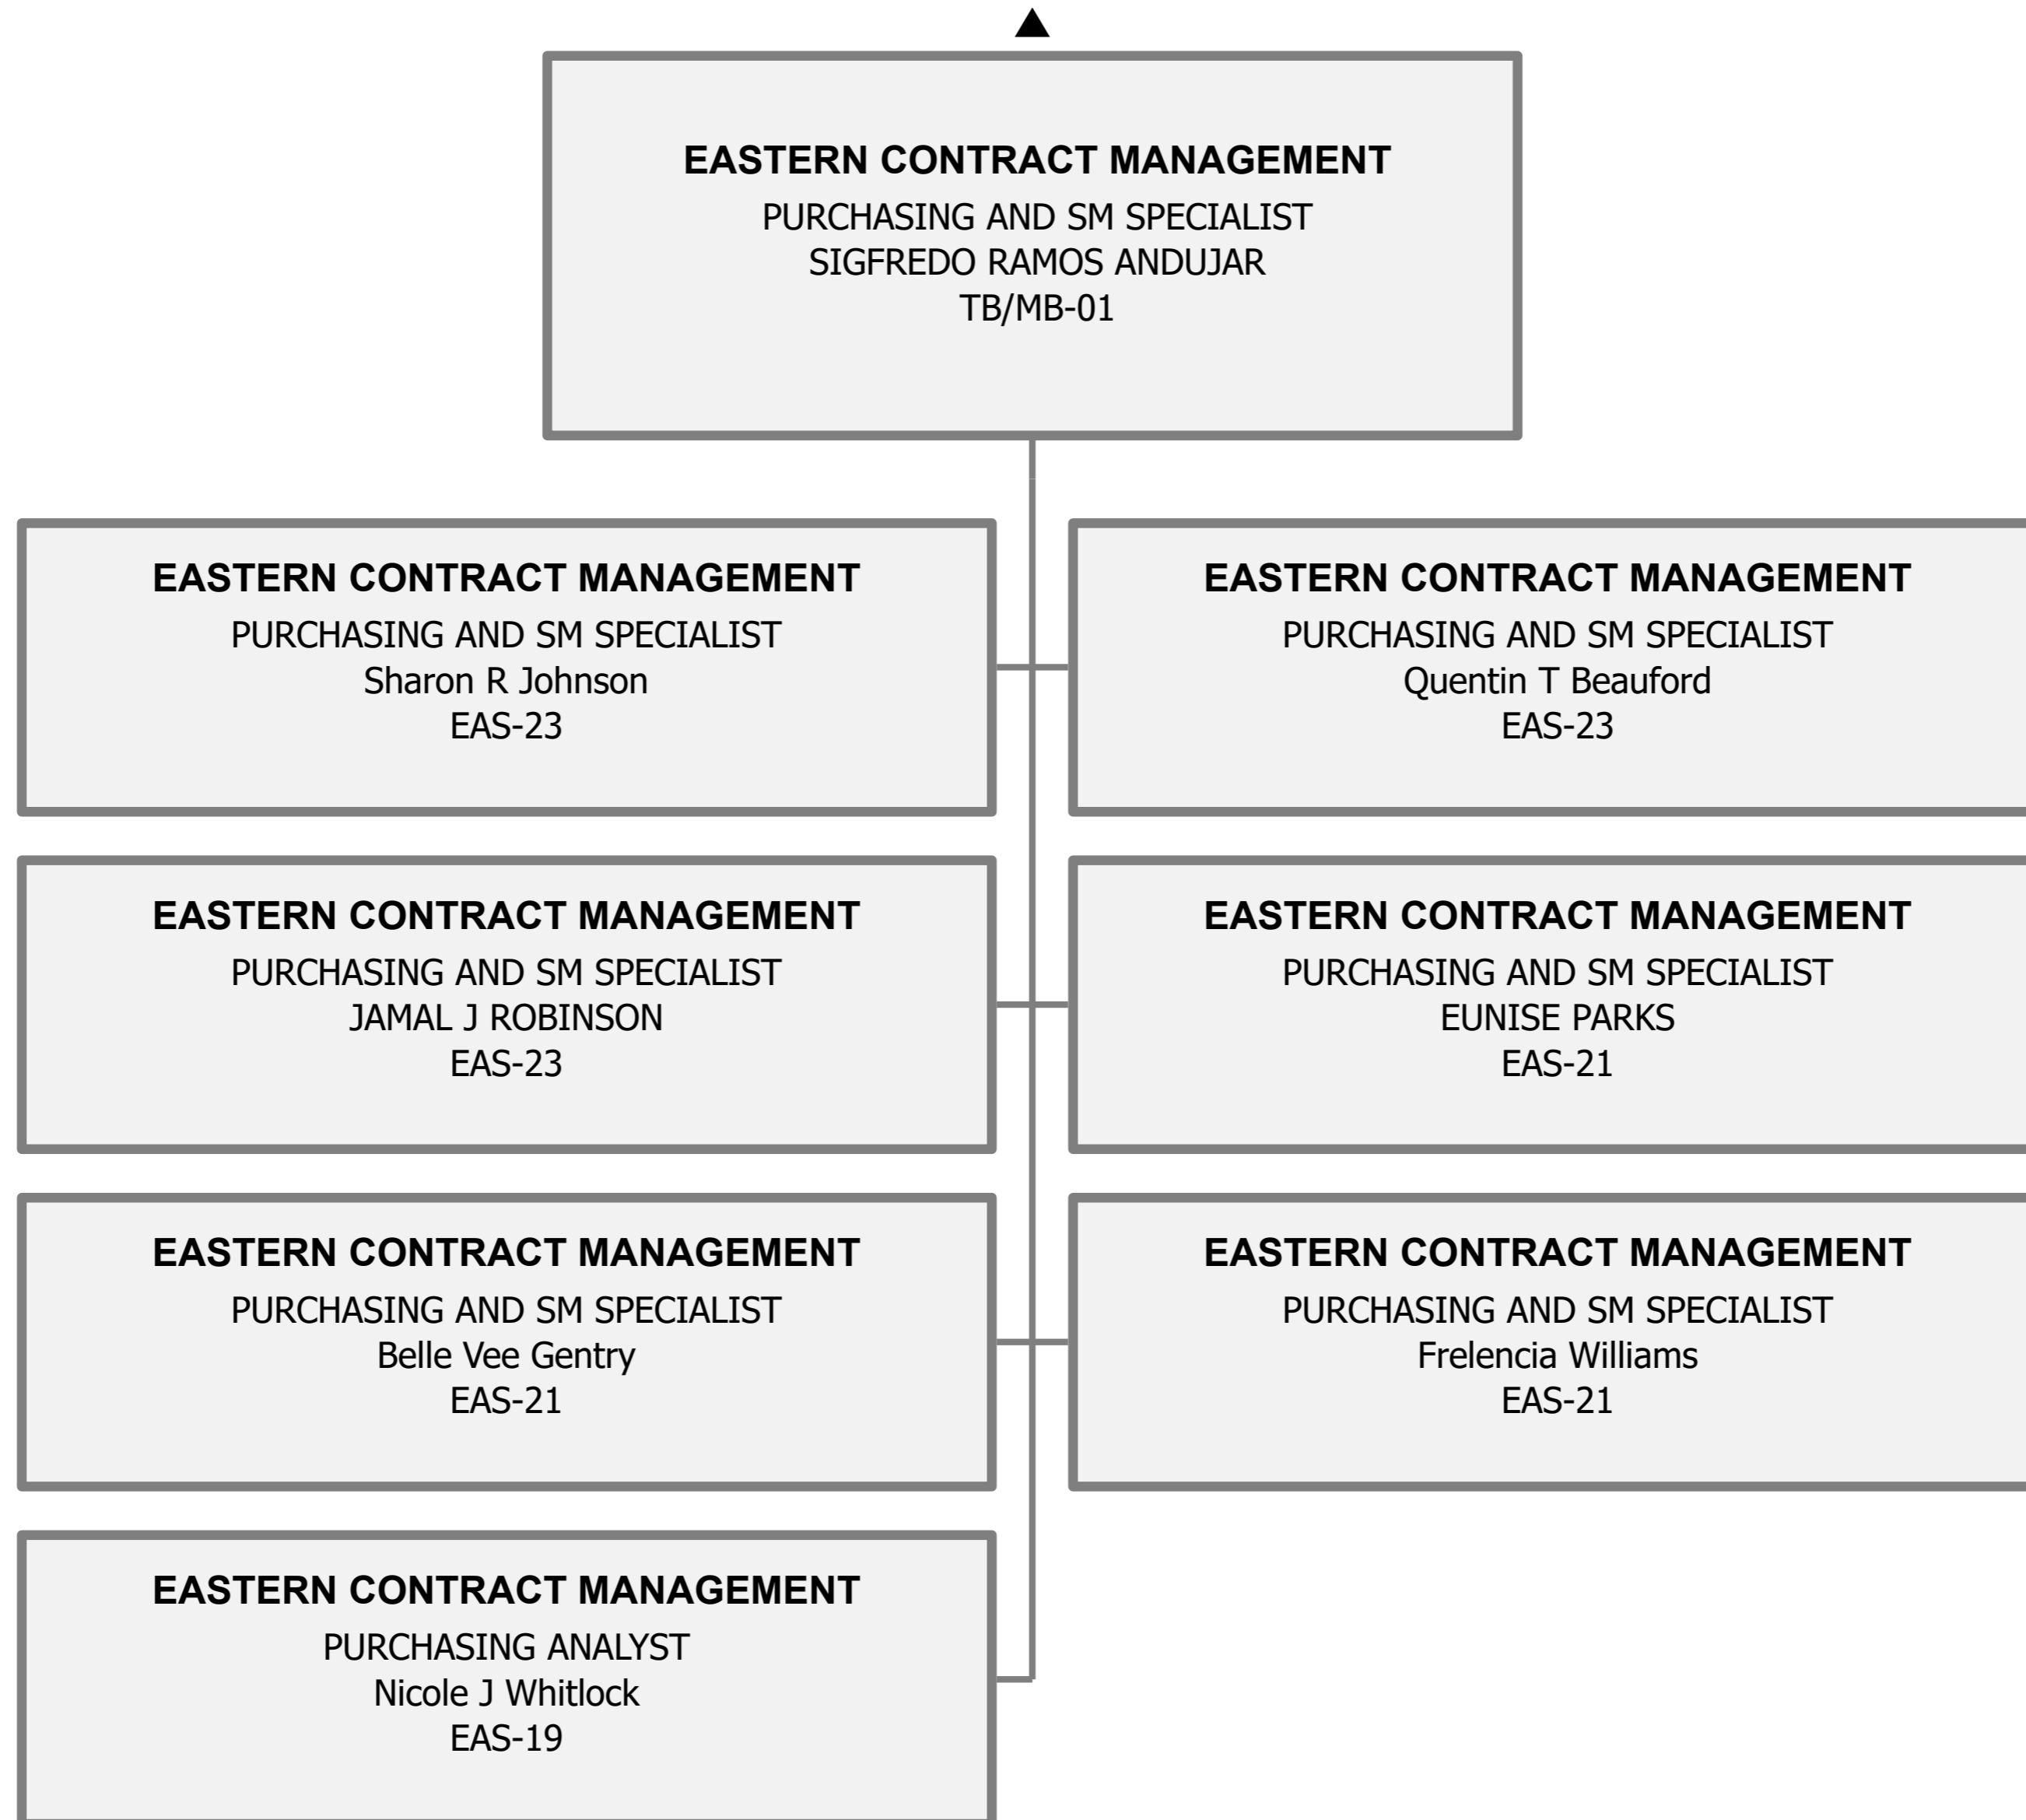 EASTERN CONTRACT MANAGEMENT
PURCHASING AND SM SPECIALIST
SIGFREDO RAMOS ANDUJAR
TB/MB-01
EASTERN CONTRACT MANAGEMENT
PURCHASING AND SM SPECIALIST
Sharon R Johnson
EAS-23
EASTERN CONTRACT MANAGEMENT
PURCHASING AND SM SPECIALIST
Quentin T Beauford
EAS-23
EASTERN CONTRACT MANAGEMENT
PURCHASING AND SM SPECIALIST
JAMAL J ROBINSON
EAS-23
EASTERN CONTRACT MANAGEMENT
PURCHASING AND SM SPECIALIST
EUNISE PARKS
EAS-21
EASTERN CONTRACT MANAGEMENT
PURCHASING AND SM SPECIALIST
Belle Vee Gentry
EAS-21
EASTERN CONTRACT MANAGEMENT
PURCHASING AND SM SPECIALIST
Frelencia Williams
EAS-21
EASTERN CONTRACT MANAGEMENT
PURCHASING ANALYST
Nicole J Whitlock
EAS-19